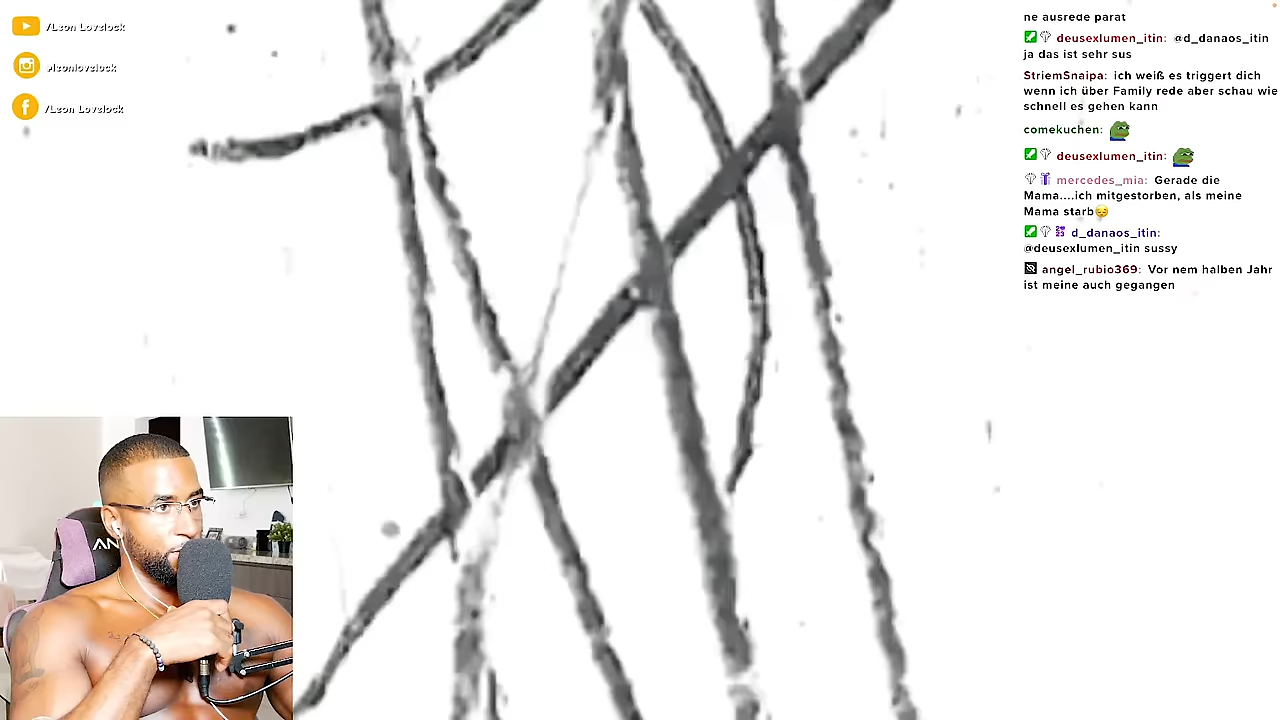 /Leon Lovelock
leonlovelock
/Leon Lovelock
ne ausrede parat
deusexlumen_itin: @d_danaos_itin
ja das ist sehr sus
StriemSnaipa: ich weiß es triggert dich
wenn ich über Family rede aber schau wie
schnell es gehen kann
comekuchen:
deusexlumen_itin:
mercedes_mia: Gerade die
Mama....ich mitgestorben, als meine
Mama starb😔
d_danaos_itin:
@deusexlumen_itin sussy
angel_rubio369: Vor nem halben Jahr
ist meine auch gegangen
AN